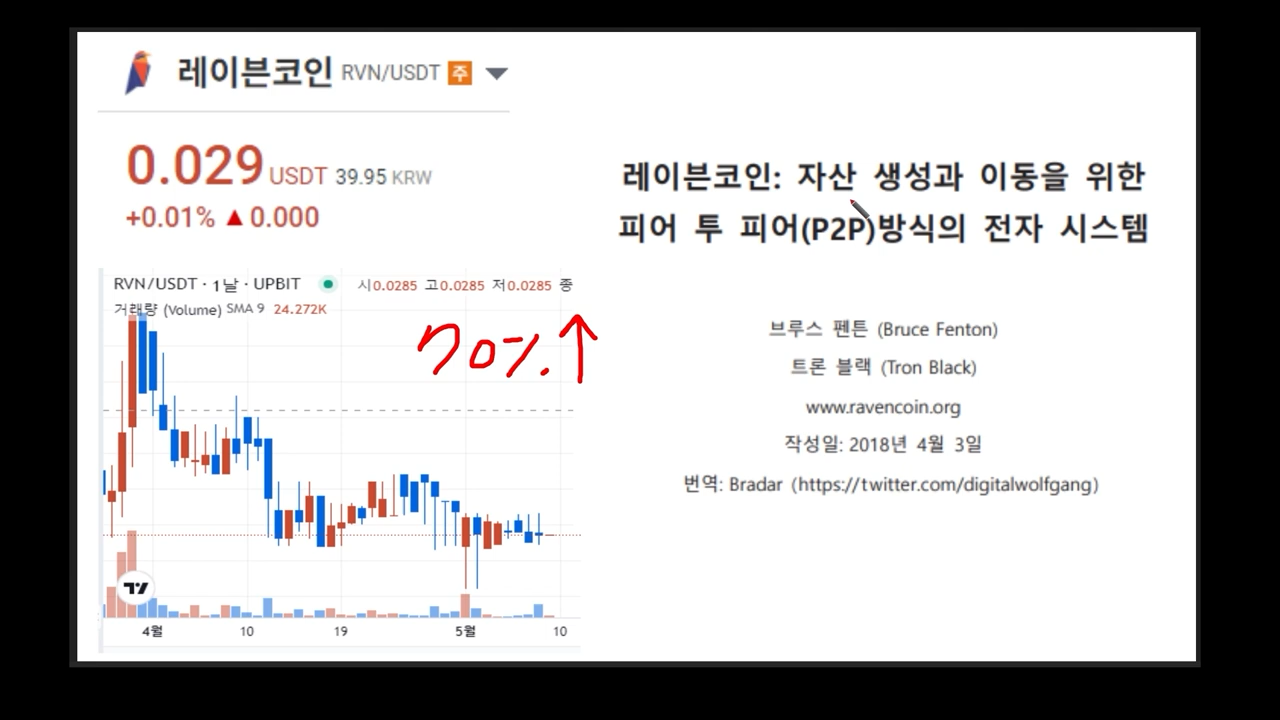 레이븐코인 RVN/USDT 주
0.029 USDT 39.95 KRW
+0.01% ▲ 0.000
RVN/USDT · 1날 · UPBIT 시0.0285 고0.0285 저0.0285 종
거래량 (Volume) SMA 9 24.272K
70%↑
4월 10 19 5월 10
레이븐코인: 자산 생성과 이동을 위한
피어 투 피어(P2P)방식의 전자 시스템
브루스 펜튼 (Bruce Fenton)
트론 블랙 (Tron Black)
www.ravencoin.org
작성일: 2018년 4월 3일
번역: Bradar (https://twitter.com/digitalwolfgang)